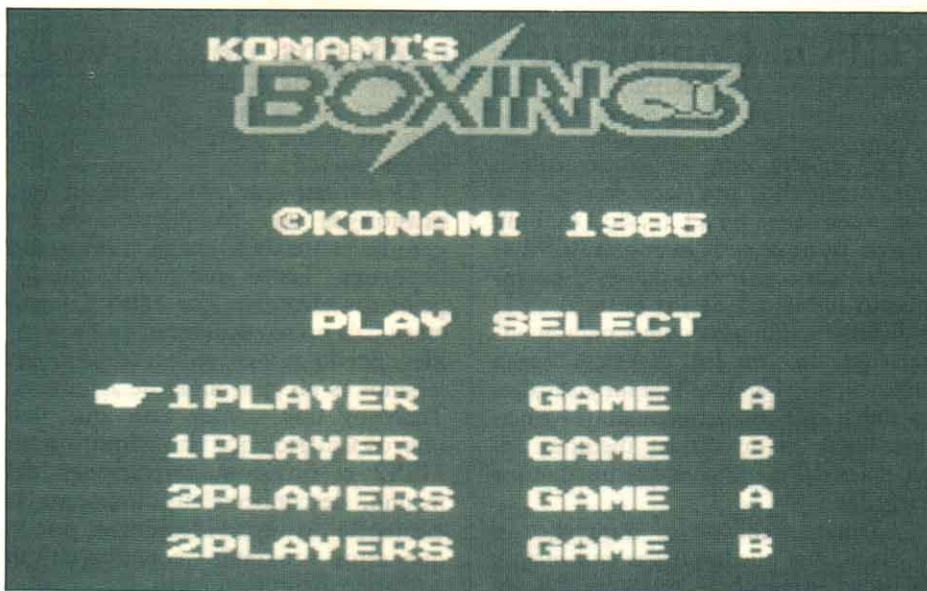 KONAMI'S
BOXING
©KONAMI 1985
PLAY SELECT
1PLAYER GAME A
1PLAYER GAME B
2PLAYERS GAME A
2PLAYERS GAME B